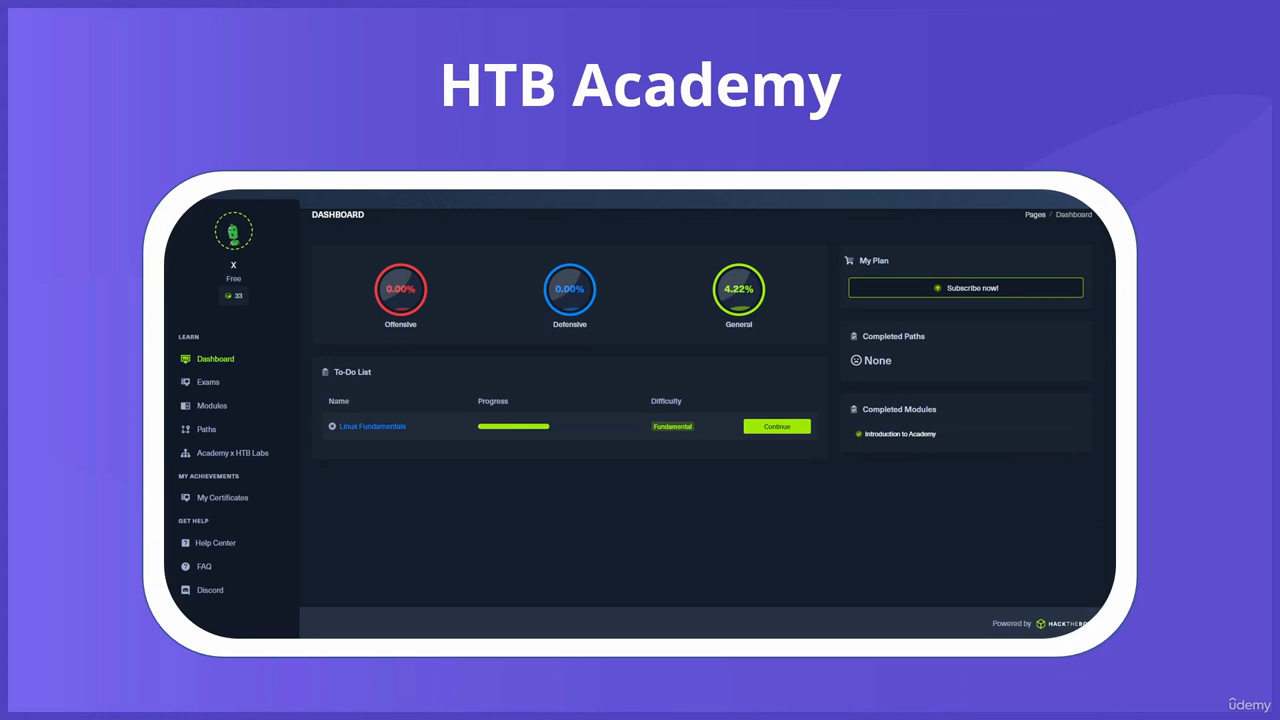 HTB Academy
DASHBOARD
Pages / Dashboard
X
Free
33
LEARN
Dashboard
Exams
Modules
Paths
Academy x HTB Labs
MY ACHIEVEMENTS
My Certificates
GET HELP
Help Center
FAQ
Discord
0.00%
Offensive
0.00%
Defensive
4.22%
General
To-Do List
Name Progress Difficulty
Linux Fundamentals Fundamental Continue
My Plan
Subscribe now!
Completed Paths
None
Completed Modules
Introduction to Academy
Powered by HACKTHEBO
udemy